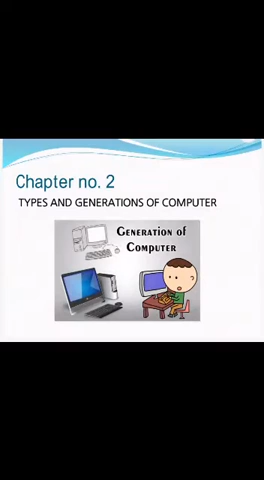 Chapter no. 2
TYPES AND GENERATIONS OF COMPUTER
GENERATION OF
COMPUTER